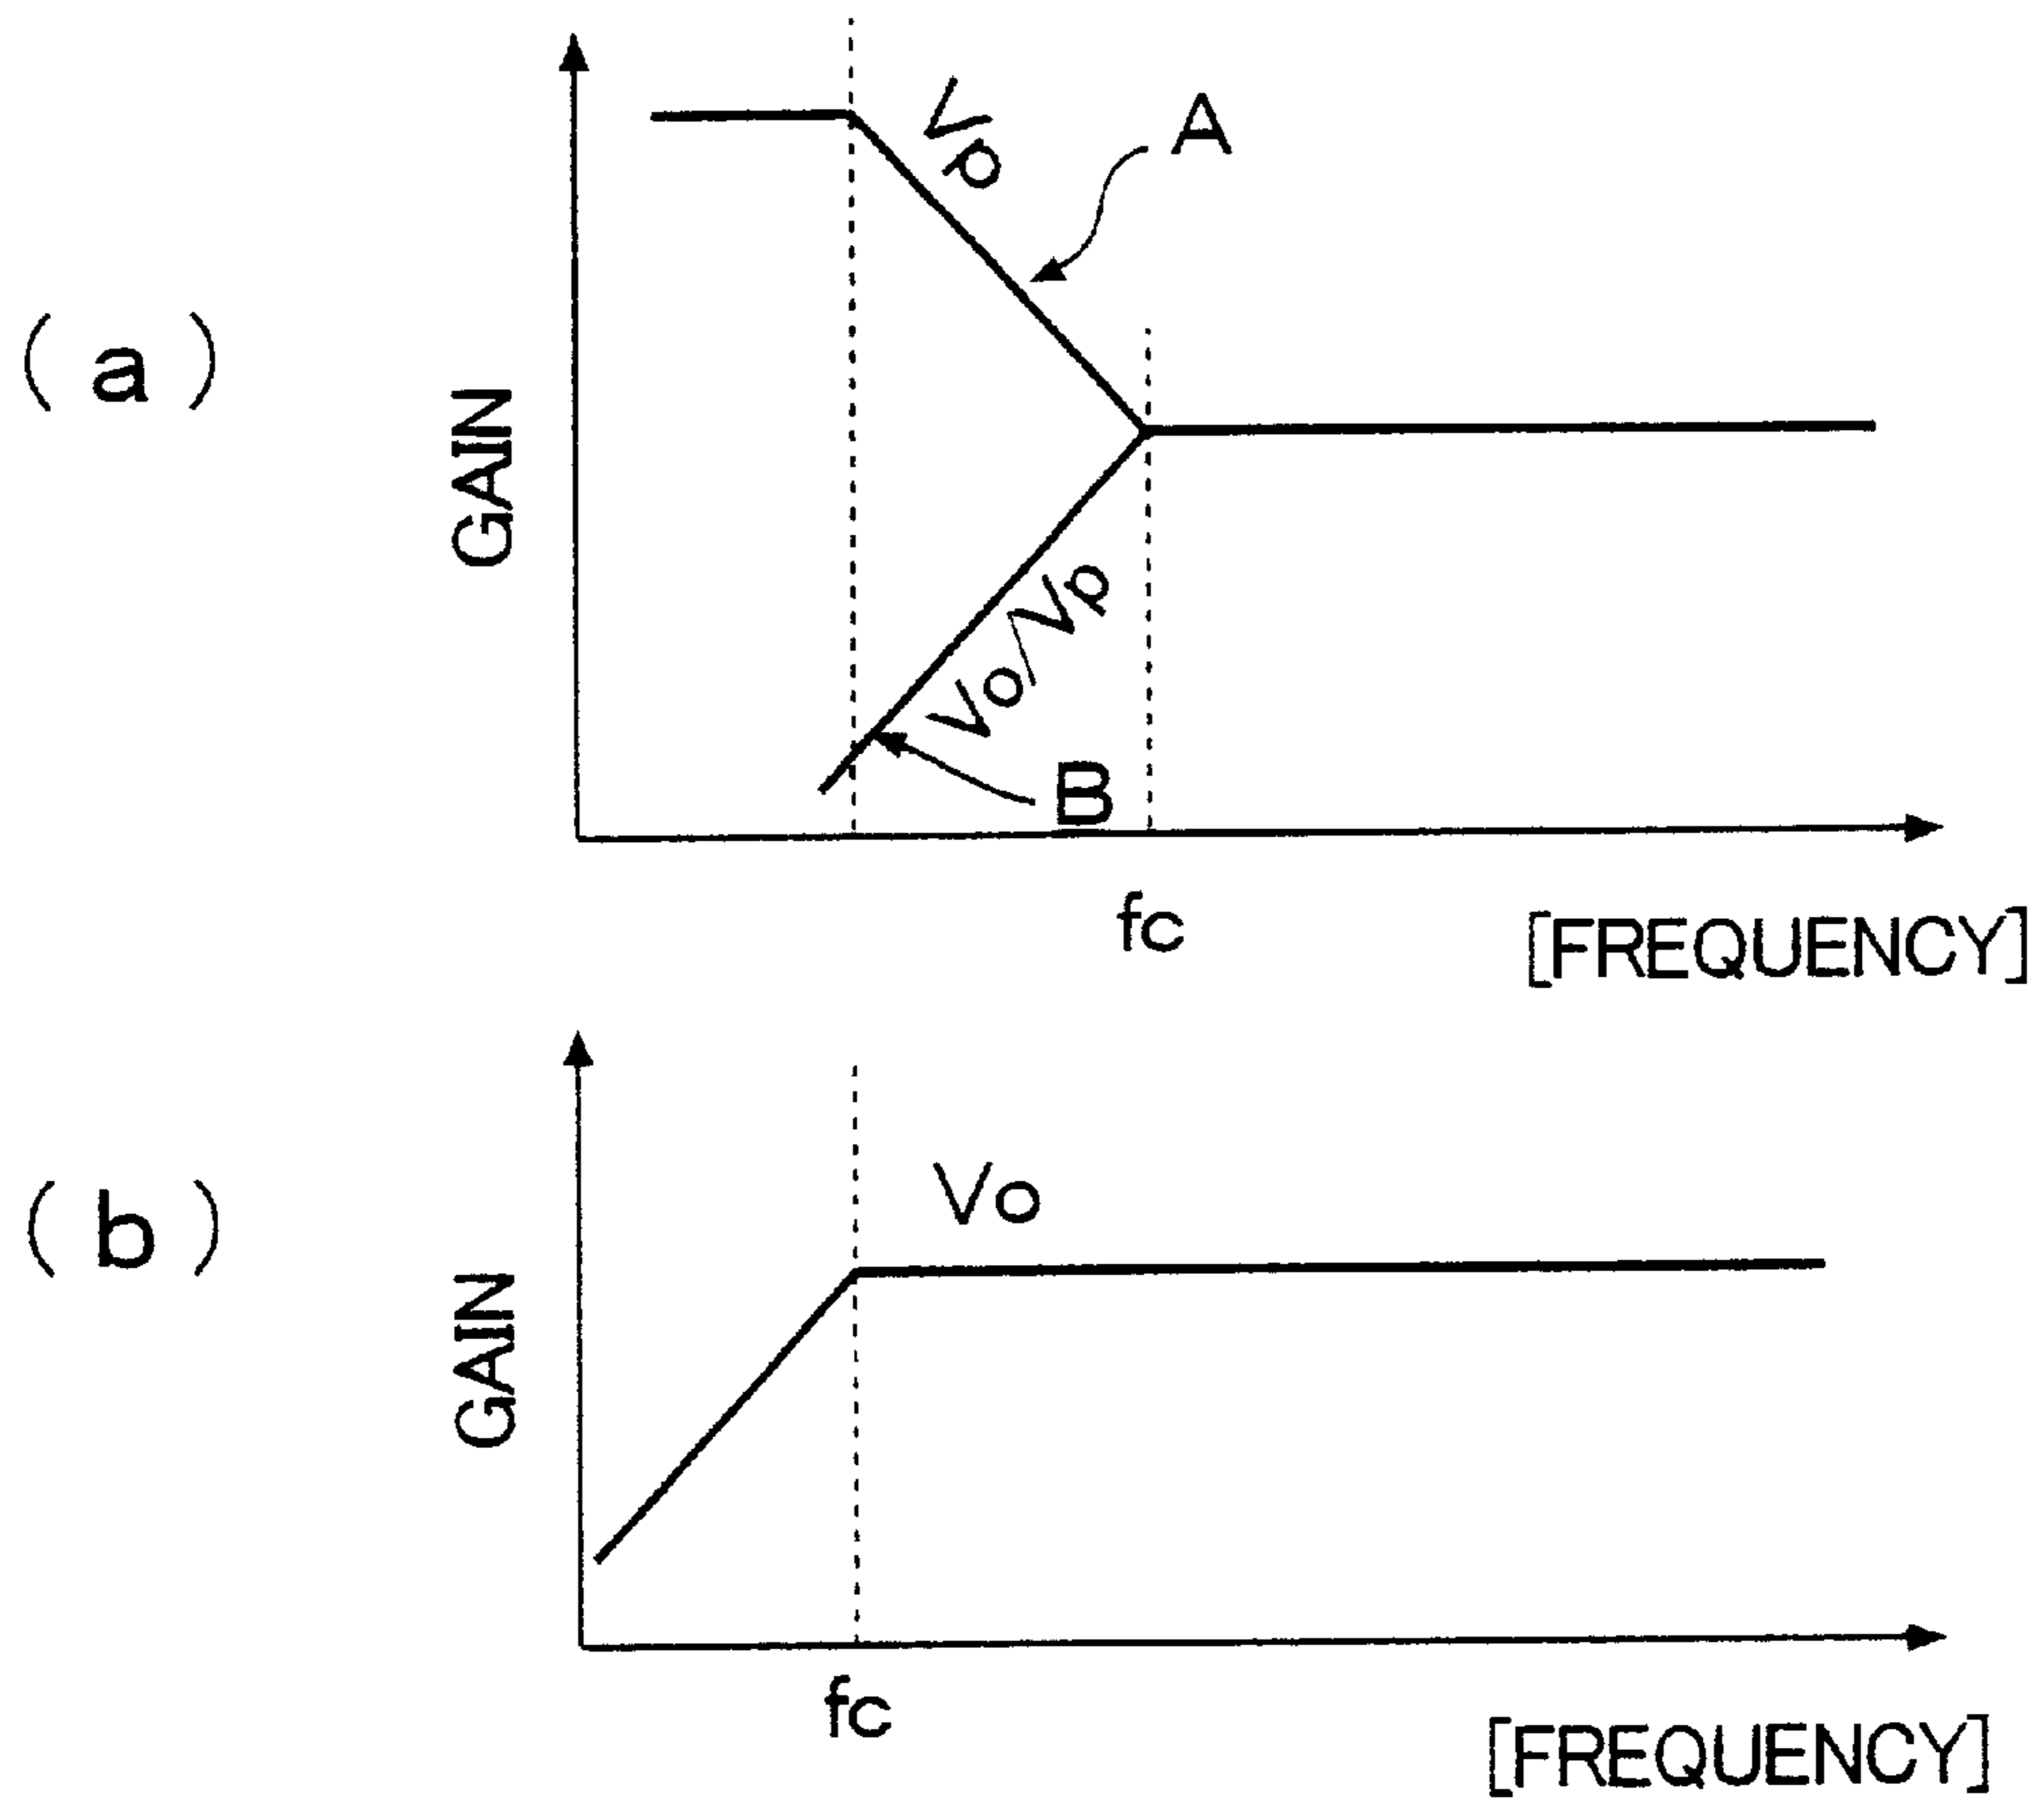 (a)
GAIN
Vp
A
Vo/Vp
B
fc
[FREQUENCY]
(b)
GAIN
Vo
fc
[FREQUENCY]